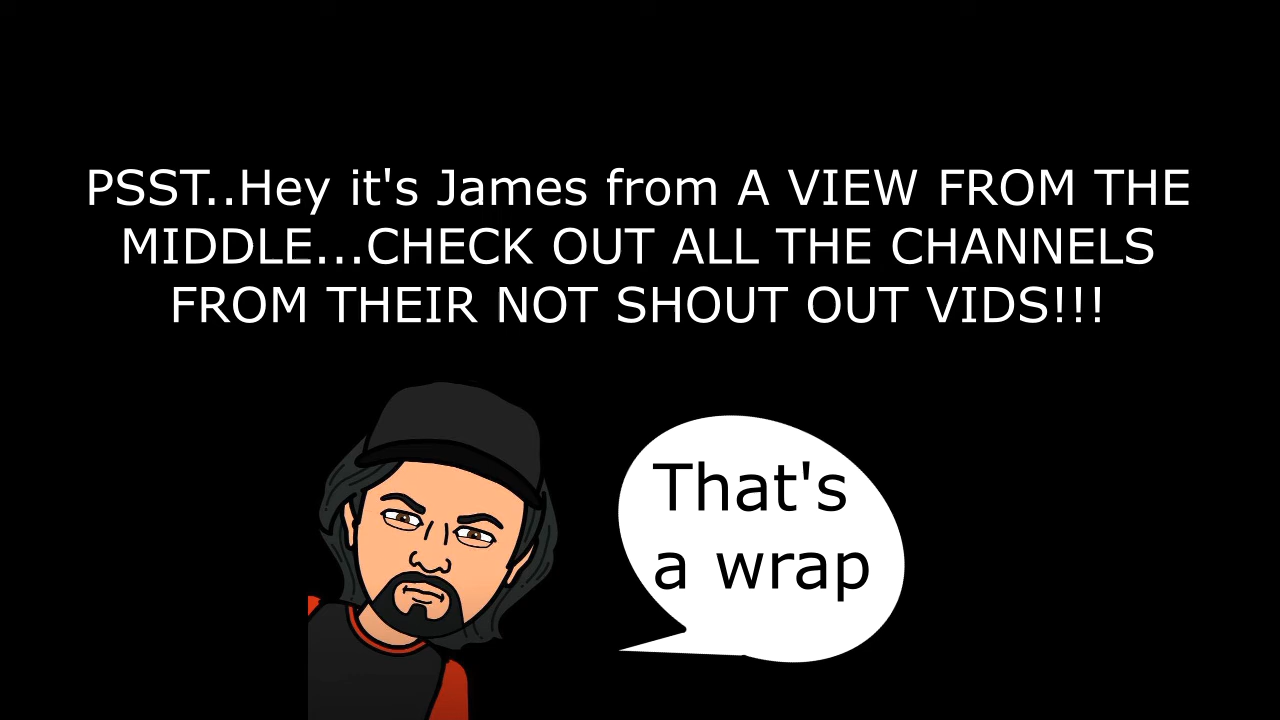 PSST..Hey it's James from A VIEW FROM THE
MIDDLE...CHECK OUT ALL THE CHANNELS
FROM THEIR NOT SHOUT OUT VIDS!!!
That's
a wrap